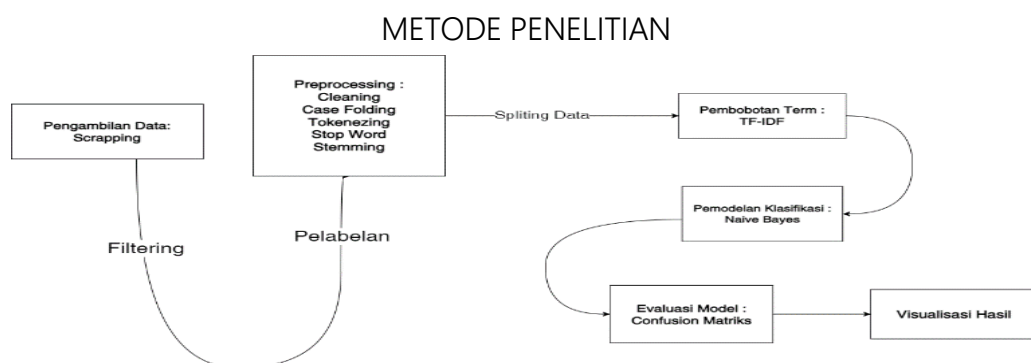 METODE PENELITIAN
Pengambilan Data:
Scrapping
Filtering
Pelabelan
Preprocessing :
Cleaning
Case Folding
Tokenezing
Stop Word
Stemming
Spliting Data
Pembobotan Term :
TF-IDF
Pemodelan Klasifikasi :
Naive Bayes
Evaluasi Model :
Confusion Matriks
Visualisasi Hasil